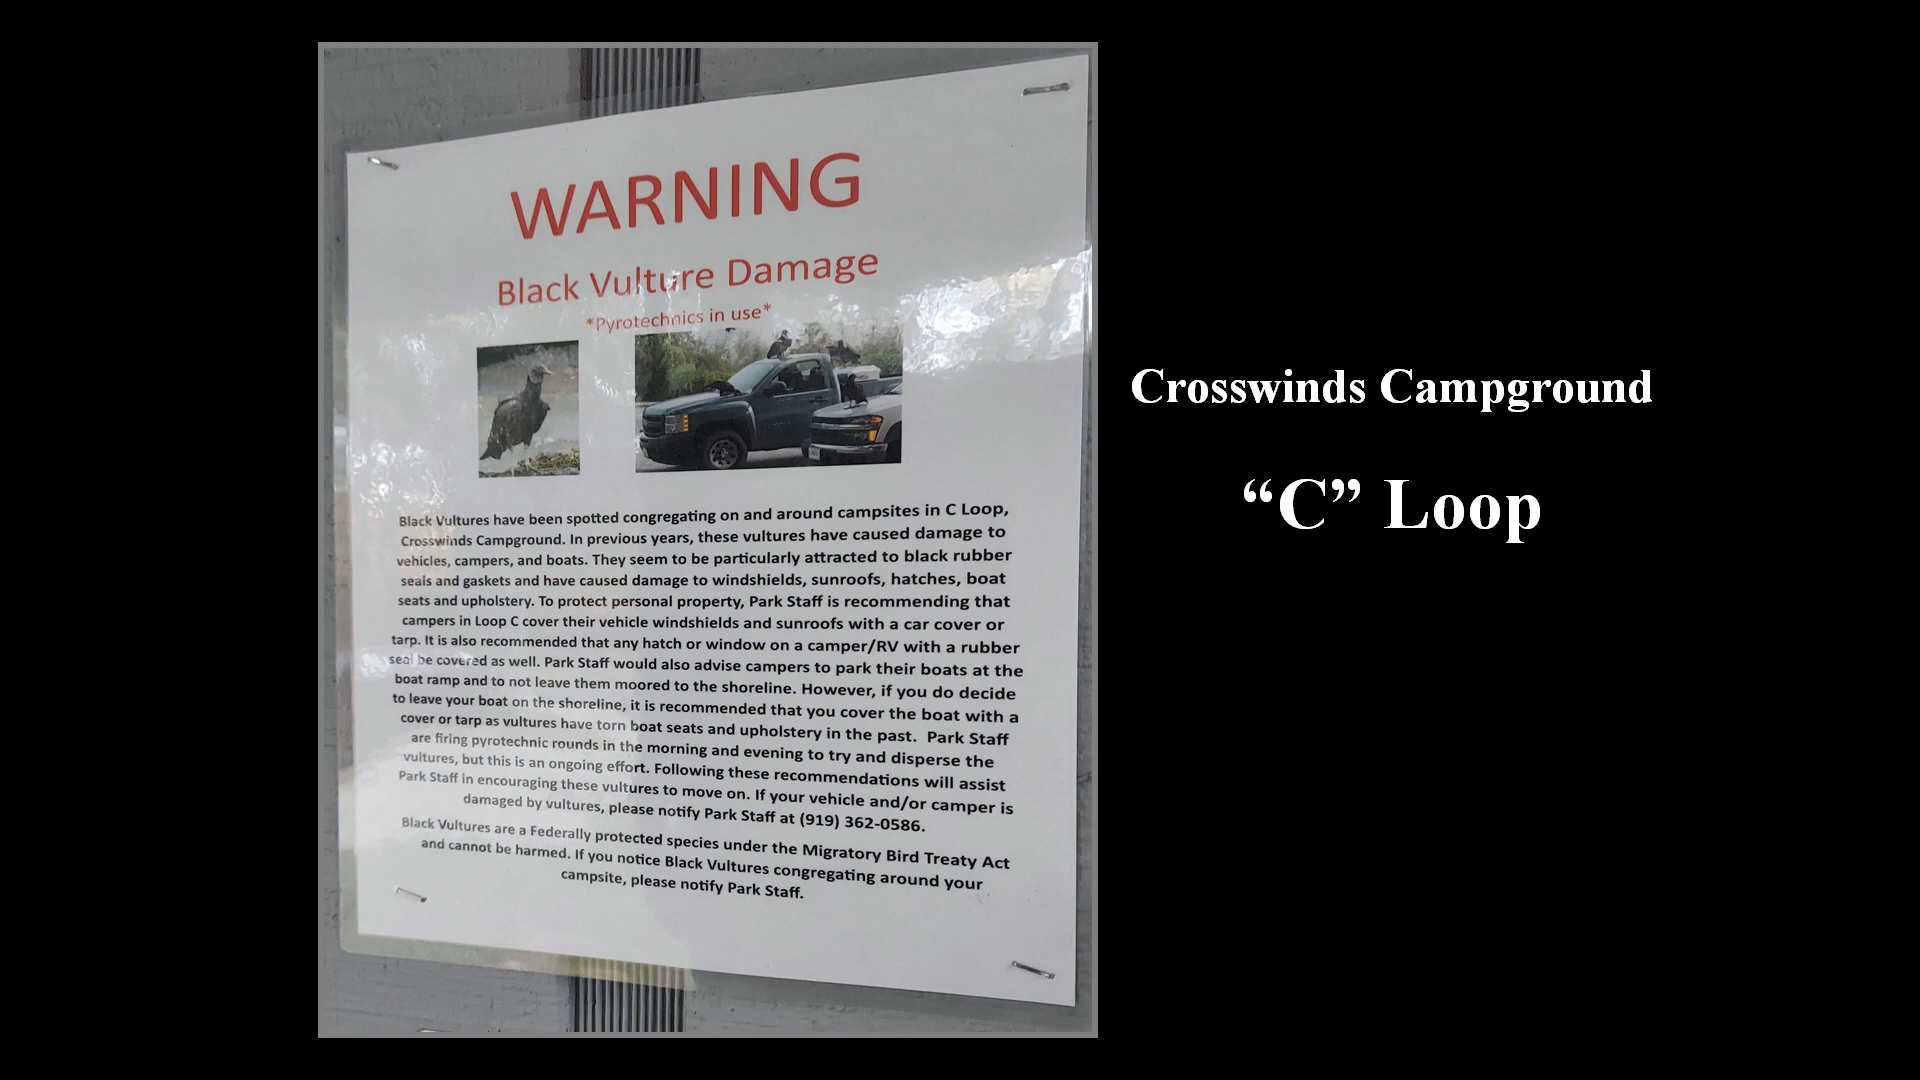 WARNING
Black Vulture Damage
*Pyrotechnics in use*
Black Vultures have been spotted congregating on and around campsites in C Loop,
Crosswinds Campground. In previous years, these vultures have caused damage to
vehicles, campers, and boats. They seem to be particularly attracted to black rubber
seals and gaskets and have caused damage to windshields, sunroofs, hatches, boat
seats and upholstery. To protect personal property, Park Staff is recommending that
campers in Loop C cover their vehicle windshields and sunroofs with a car cover or
tarp. It is also recommended that any hatch or window on a camper/RV with a rubber
seal be covered as well. Park Staff would also advise campers to park their boats at the
boat ramp and to not leave them moored to the shoreline. However, if you do decide
to leave your boat on the shoreline, it is recommended that you cover the boat with a
cover or tarp as vultures have torn boat seats and upholstery in the past. Park Staff
are firing pyrotechnic rounds in the morning and evening to try and disperse the
vultures, but this is an ongoing effort. Following these recommendations will assist
Park Staff in encouraging these vultures to move on. If your vehicle and/or camper is
damaged by vultures, please notify Park Staff at (919) 362-0586.
Black Vultures are a Federally protected species under the Migratory Bird Treaty Act
and cannot be harmed. If you notice Black Vultures congregating around your
campsite, please notify Park Staff.
Crosswinds Campground
“C” Loop